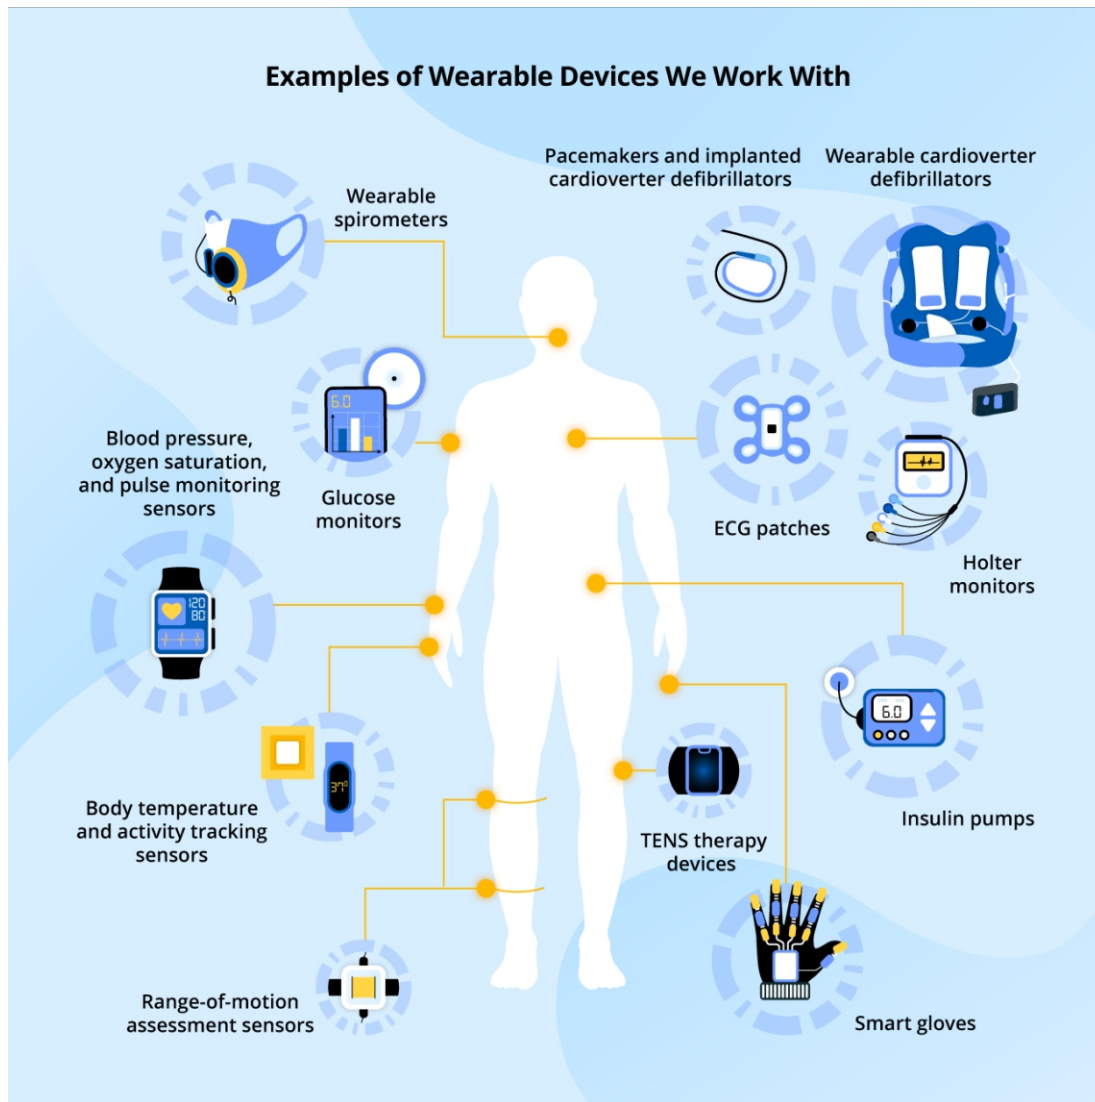 Examples of Wearable Devices We Work With
Pacemakers and implanted
cardioverter defibrillators
Wearable cardioverter
defibrillators
Wearable
spirometers
6.0
Glucose
monitors
Blood pressure,
oxygen saturation,
and pulse monitoring
sensors
ECG patches
Holter
monitors
120
80
6.0
Insulin pumps
37°
Body temperature
and activity tracking
sensors
TENS therapy
devices
Range-of-motion
assessment sensors
Smart gloves